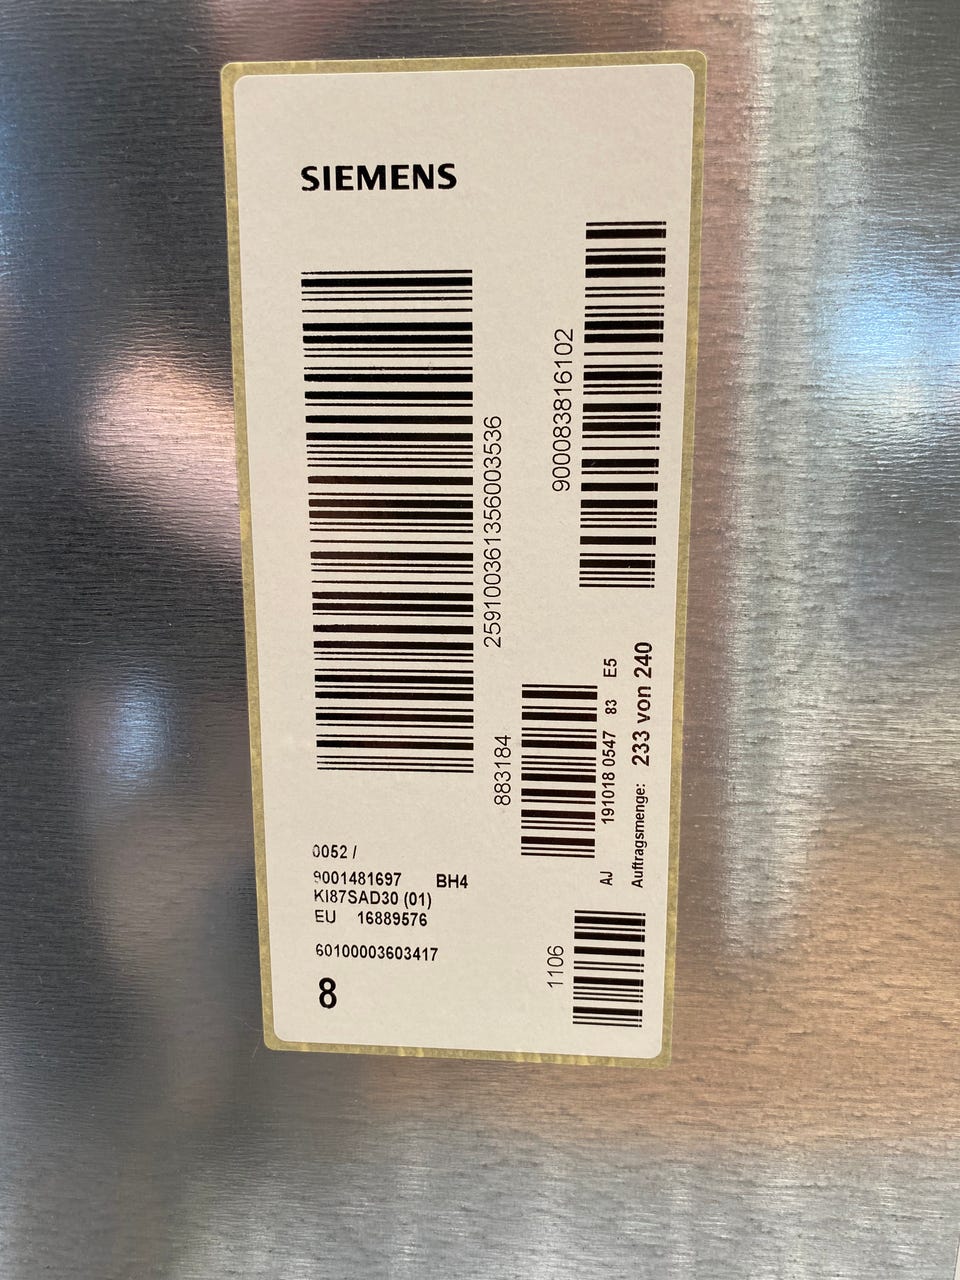 SIEMENS
2591003613560035​36
9000083816102
883184
191018 0547 83 E5
AJ
Auftragsmenge: 233 von 240
0052 /
9001481697 BH4
KI87SAD30 (01)
EU 16889576
60100003603417
8
1106